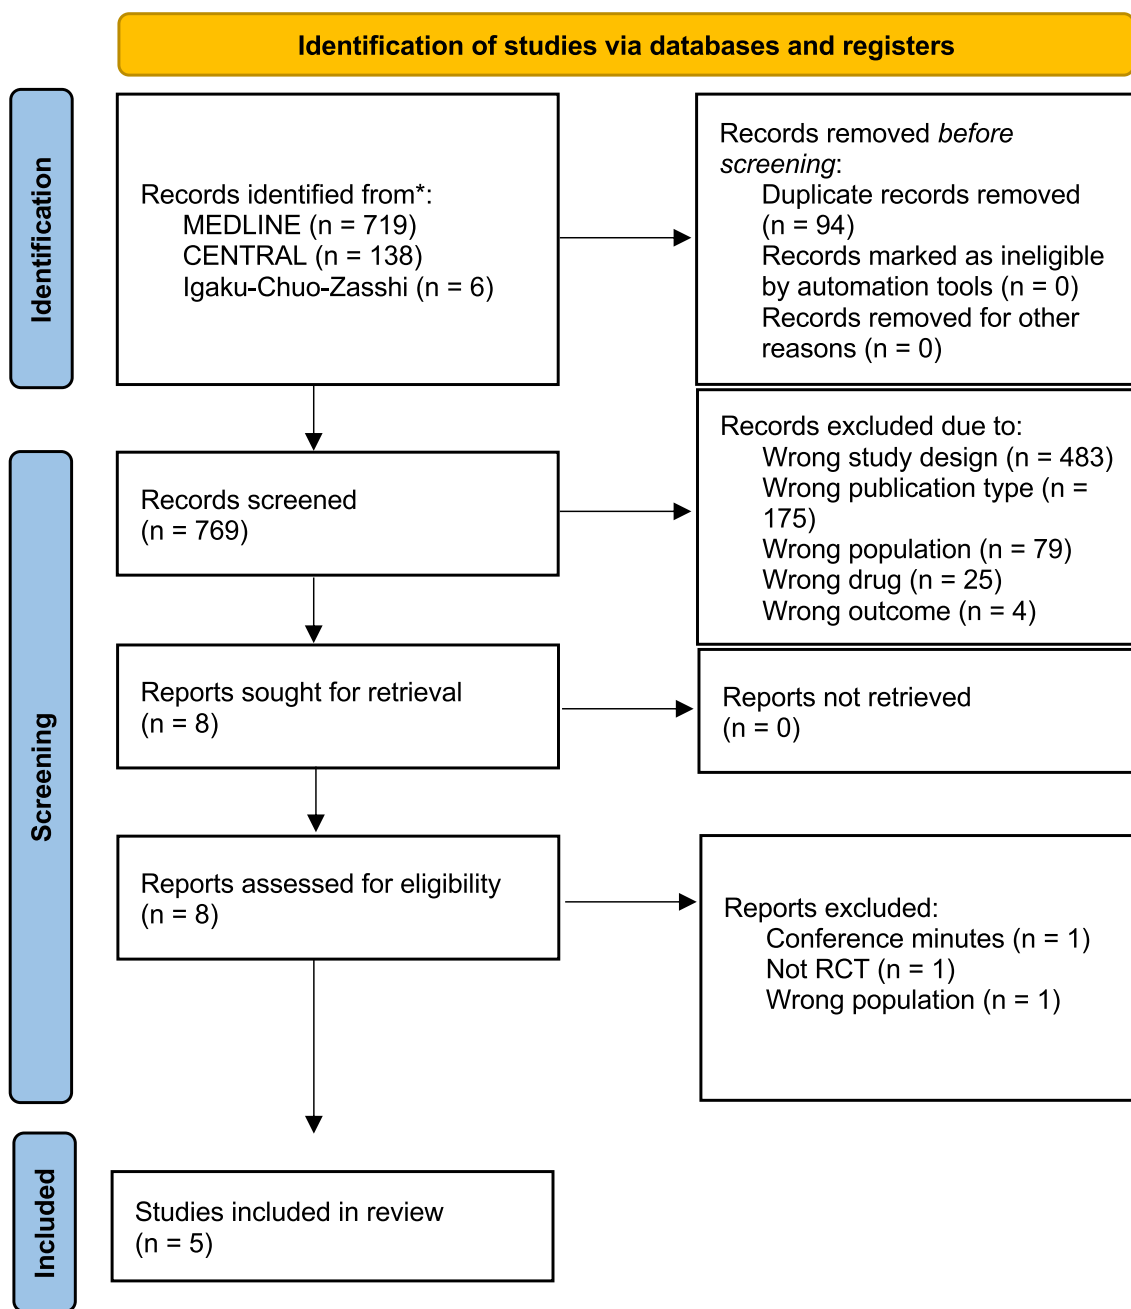 Identification of studies via databases and registers
Identification
Records identified from*:
MEDLINE (n = 719)
CENTRAL (n = 138)
Igaku-Chuo-Zasshi (n = 6)
Records removed before
screening:
Duplicate records removed
(n = 94)
Records marked as ineligible
by automation tools (n = 0)
Records removed for other
reasons (n = 0)
Screening
Records screened
(n = 769)
Records excluded due to:
Wrong study design (n = 483)
Wrong publication type (n =
175)
Wrong population (n = 79)
Wrong drug (n = 25)
Wrong outcome (n = 4)
Reports sought for retrieval
(n = 8)
Reports not retrieved
(n = 0)
Reports assessed for eligibility
(n = 8)
Reports excluded:
Conference minutes (n = 1)
Not RCT (n = 1)
Wrong population (n = 1)
Included
Studies included in review
(n = 5)